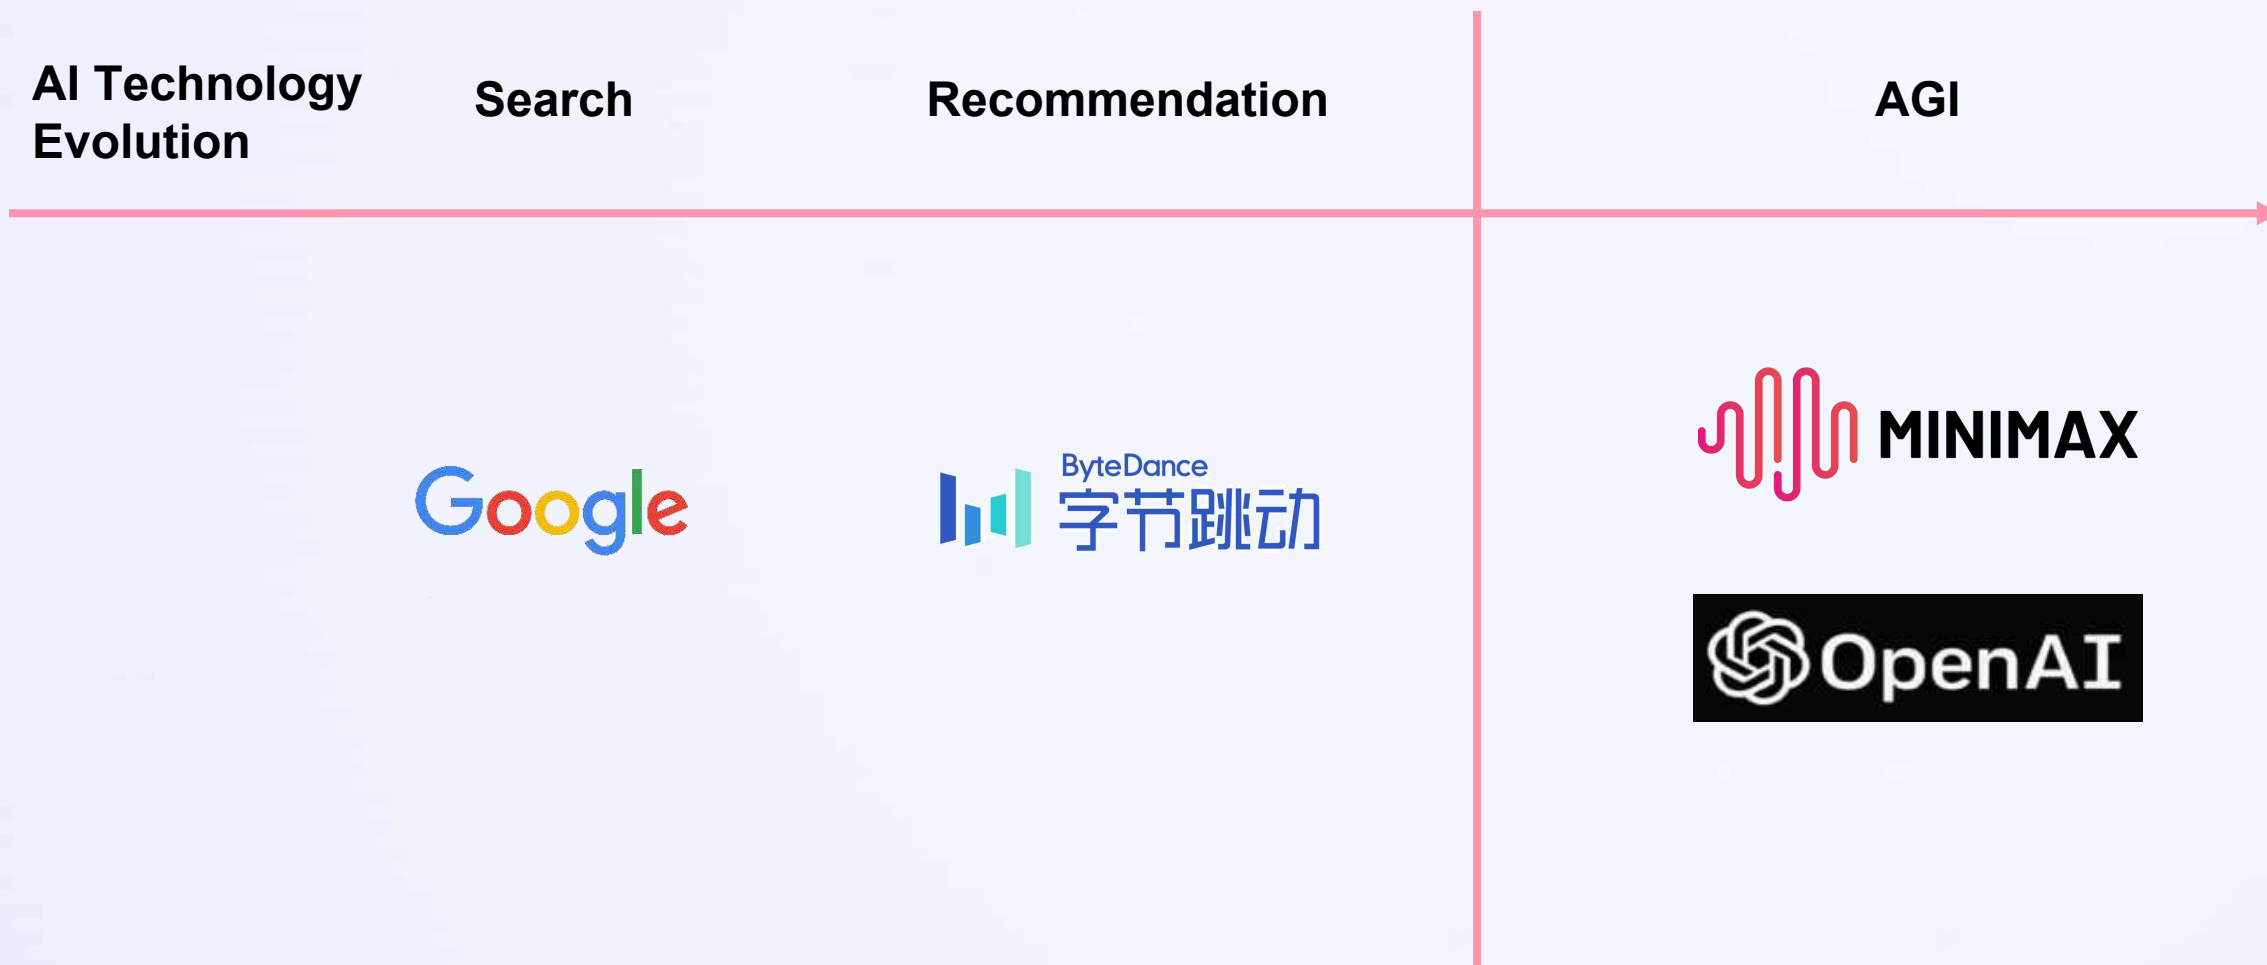 AI Technology
Evolution
Search
Recommendation
AGI
Google
ByteDance
字节跳动
MINIMAX
OpenAI